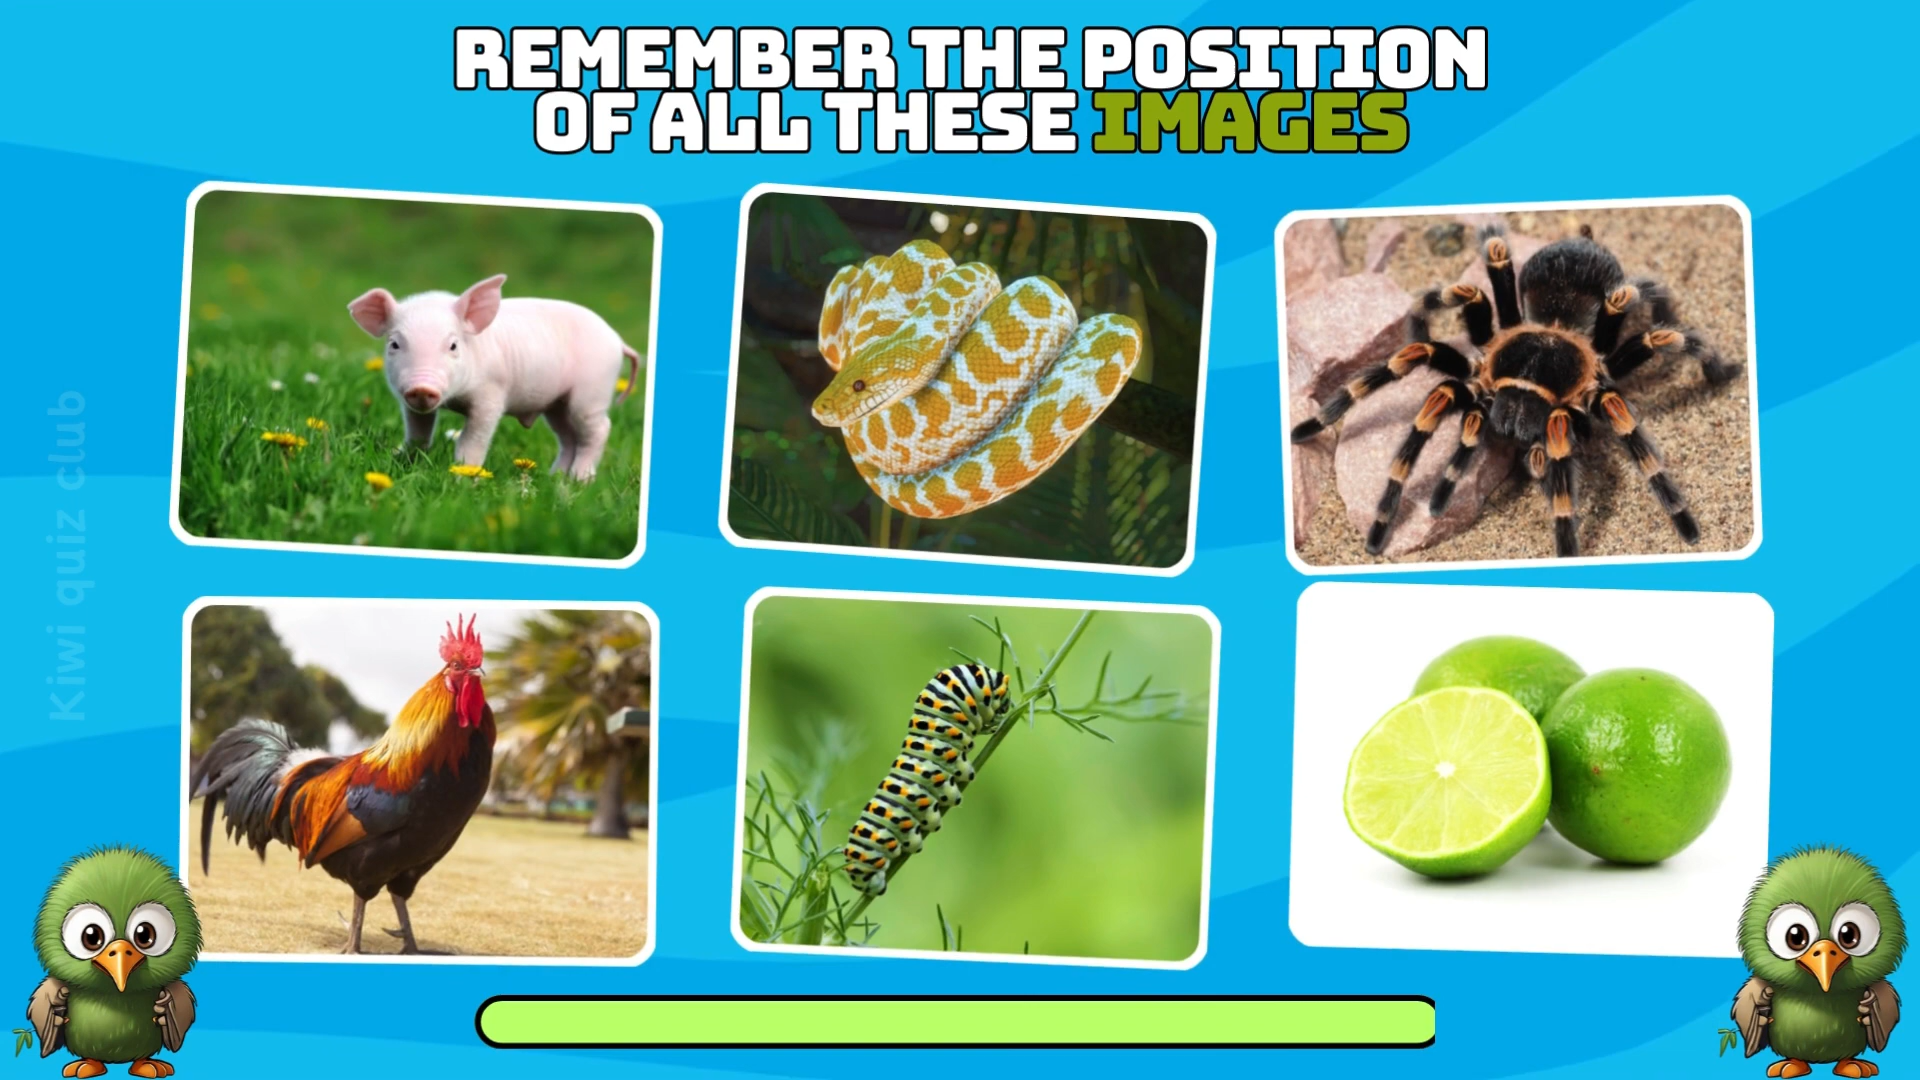 REMEMBER THE POSITION
OF ALL THESE IMAGES
Kiwi quiz club